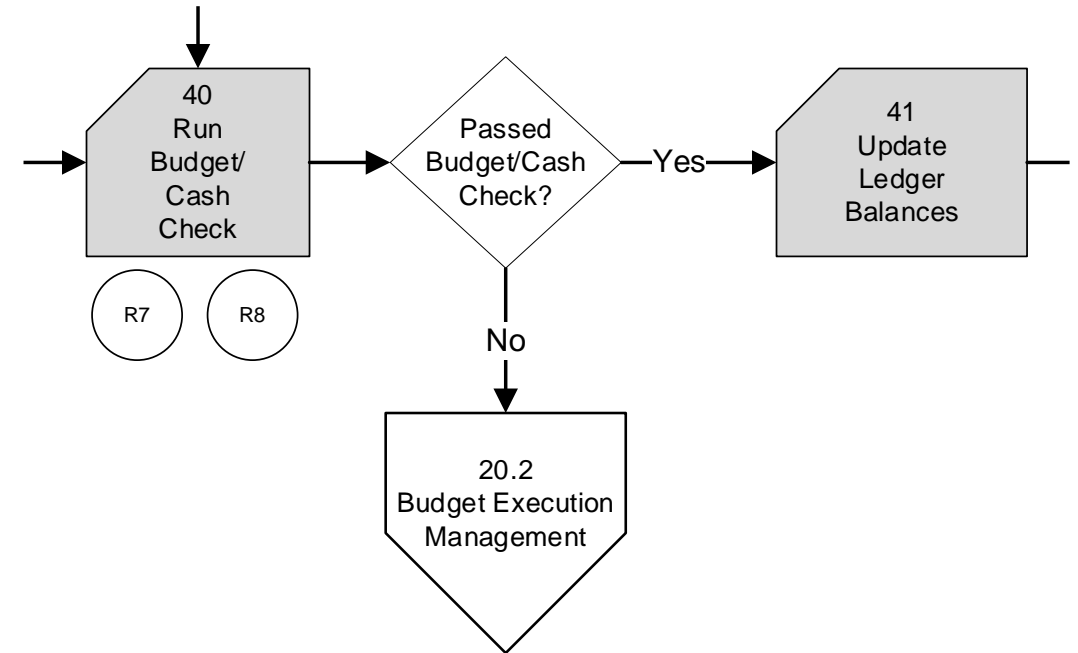 40
Run
Budget/
Cash
Check
Passed
Budget/Cash
Check?
Yes
41
Update
Ledger
Balances
R7
R8
No
20.2
Budget Execution
Management